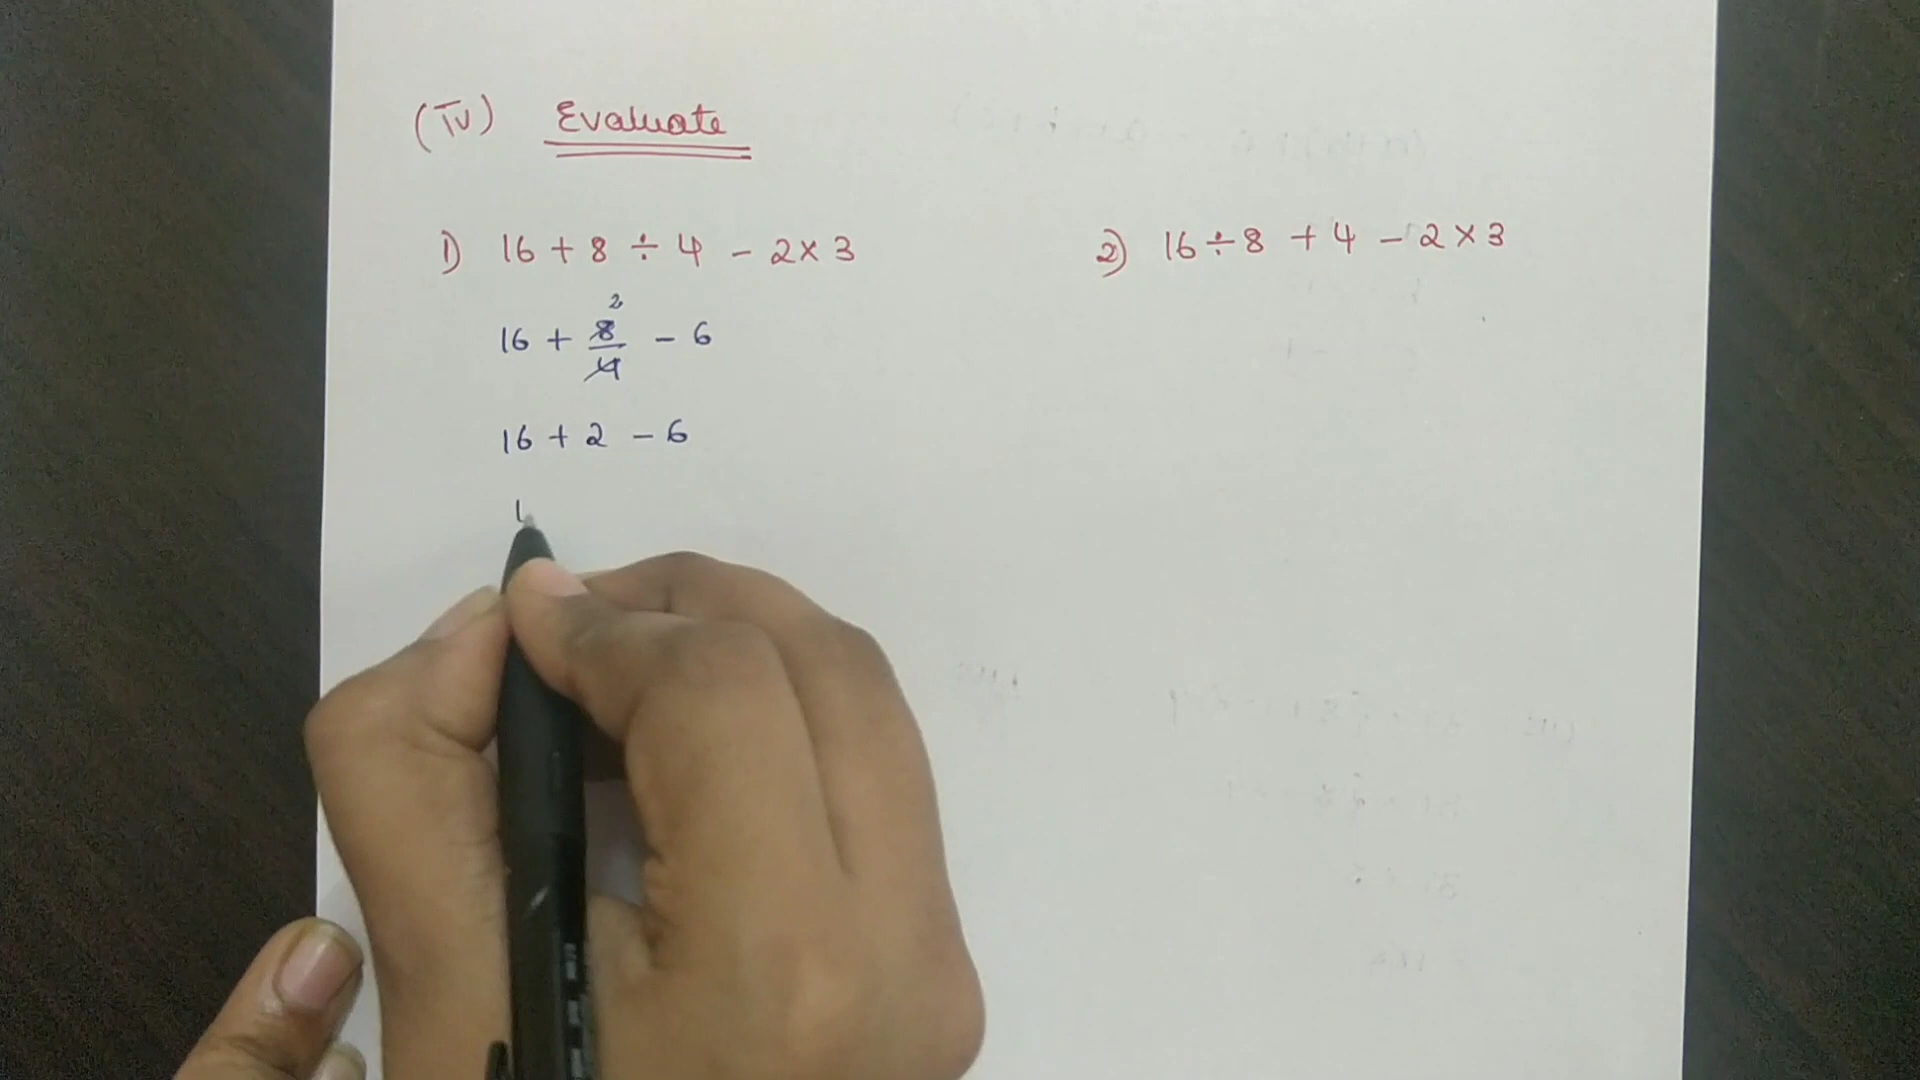 (IV) Evaluate
1) 16 + 8 ÷ 4 - 2 × 3
2
16 + 8/4 - 6
16 + 2 - 6
1
2) 16 ÷ 8 + 4 - 2 × 3